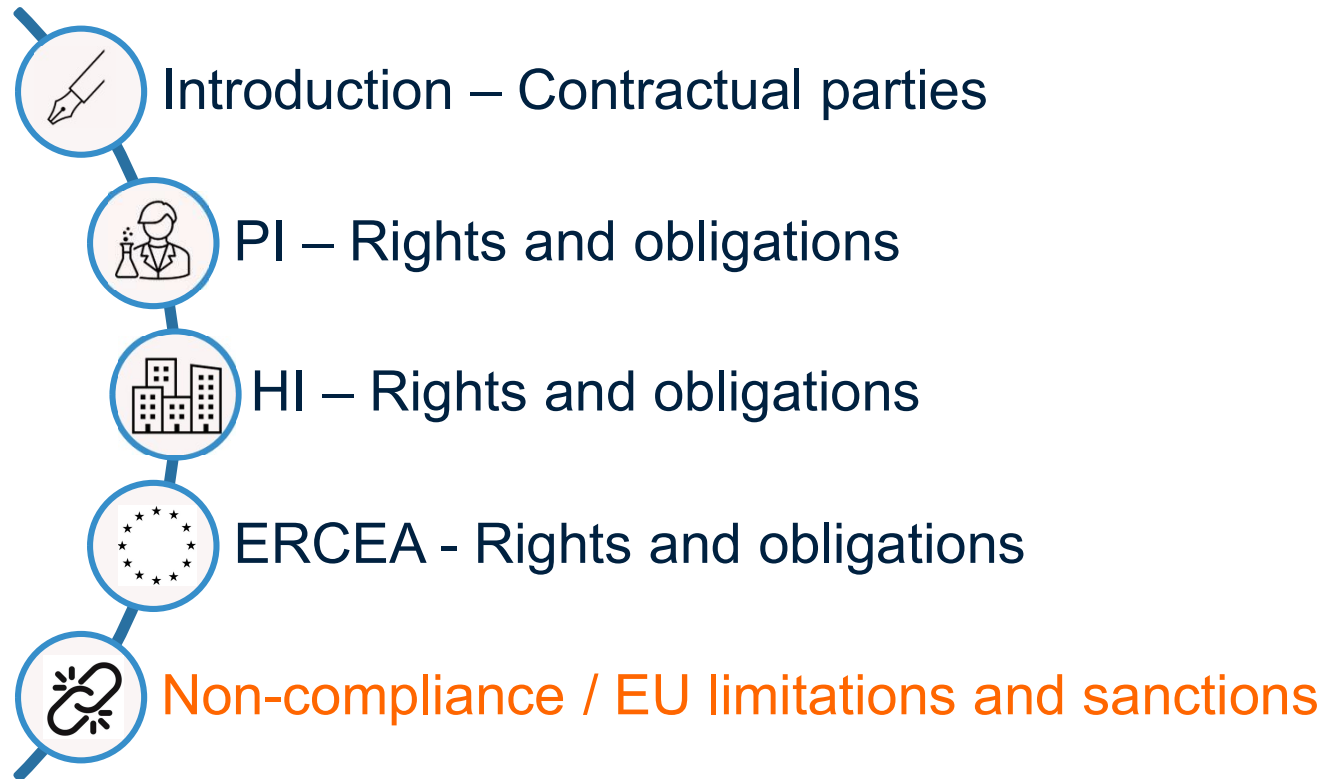 Introduction – Contractual parties
PI – Rights and obligations
HI – Rights and obligations
ERCEA - Rights and obligations
Non-compliance / EU limitations and sanctions